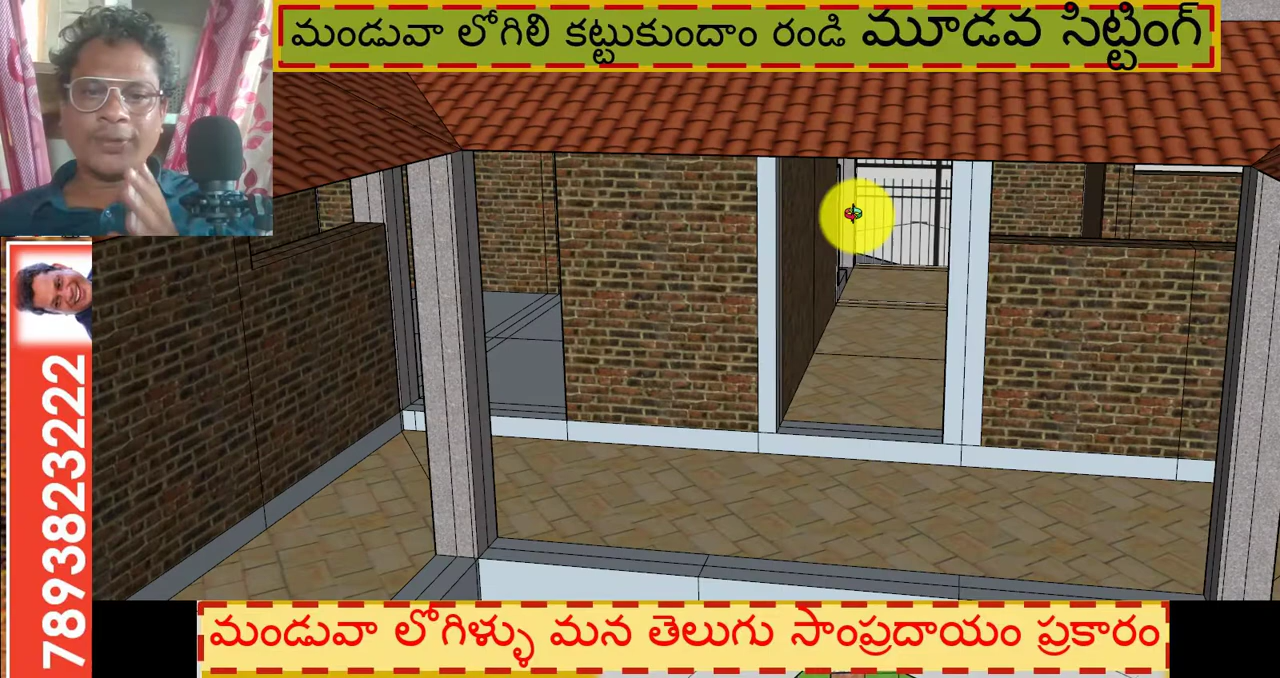 మండువా లోగిలి కట్టుకుందాం రండి మూడవ సిట్టింగ్
7893823222
మండువా లోగిళ్ళు మన తెలుగు సాంప్రదాయం ప్రకారం